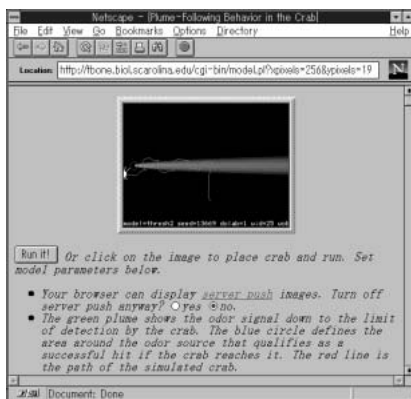 Netscape - [Plume-Following Behavior in the Crab]
File Edit View Go Bookmarks Options Directory Help
Location: http://tbone.biol.scarolina.edu/cgi-bin/model.pl?xpixels=256&ypixels=19
N
model=thresh2
Run it! Or click on the image to place crab and run. Set
model parameters below.
Your browser can display server push images. Turn off
server push anyway? yes no.
The green plume shows the odor signal down to the limit
of detection by the crab. The blue circle defines the
area around the odor source that qualifies as a
successful hit if the crab reaches it. The red line is
the path of the simulated crab.
Document: Done